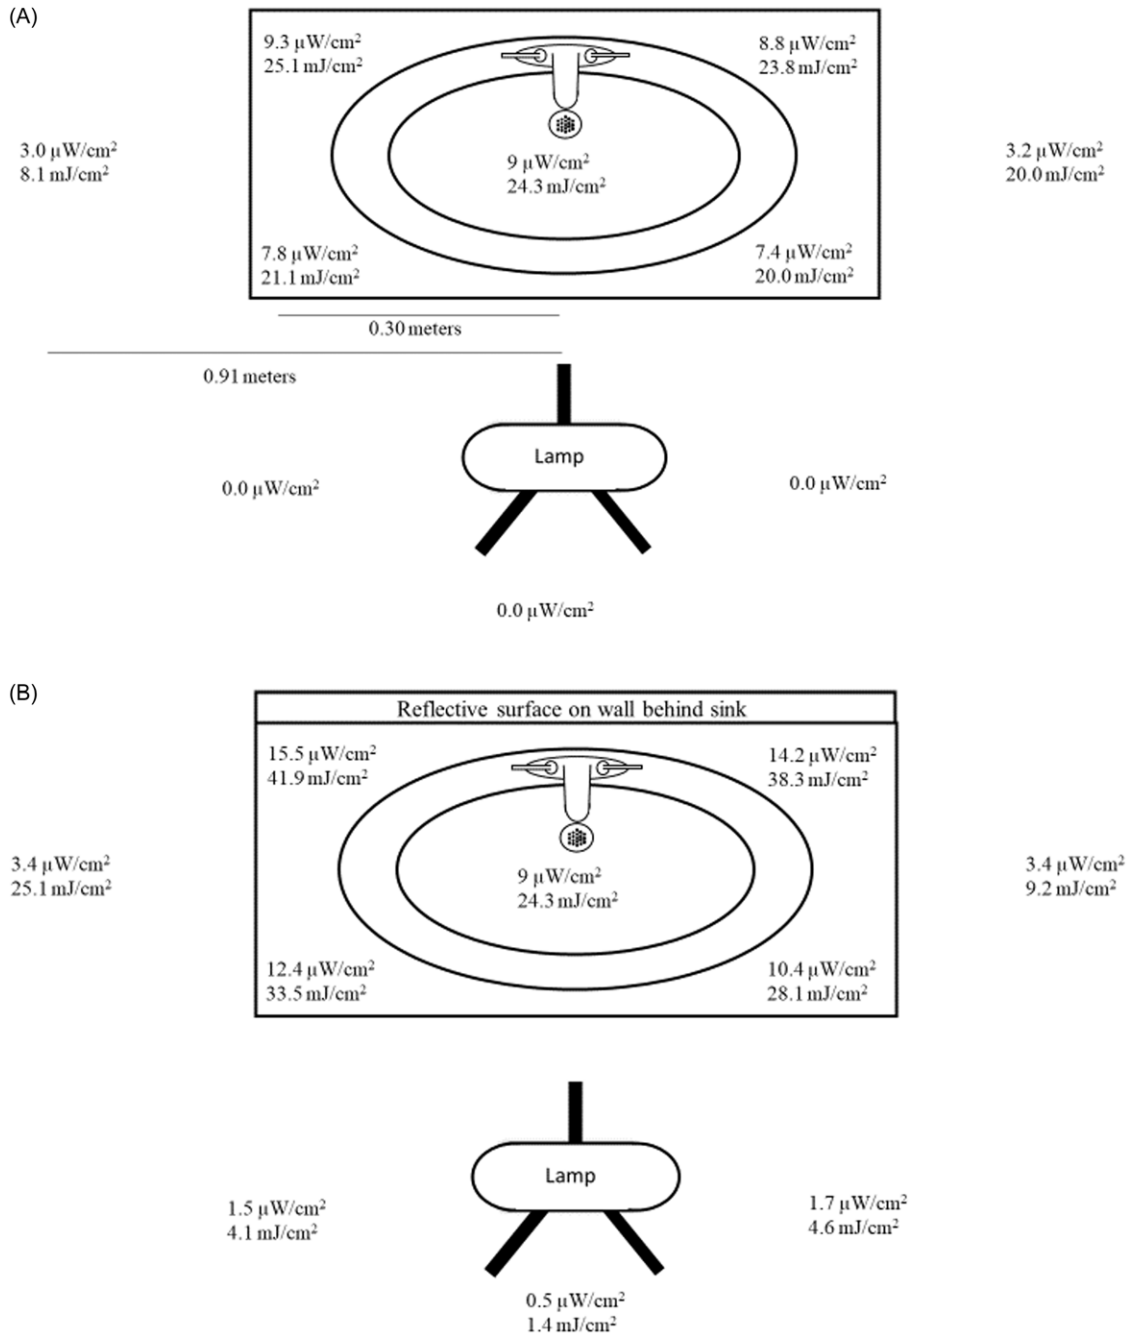 (A)
9.3 µW/cm²
25.1 mJ/cm²
8.8 µW/cm²
23.8 mJ/cm²
3.0 µW/cm²
8.1 mJ/cm²
9 µW/cm²
24.3 mJ/cm²
3.2 µW/cm²
20.0 mJ/cm²
7.8 µW/cm²
21.1 mJ/cm²
7.4 µW/cm²
20.0 mJ/cm²
0.30 meters
0.91 meters
Lamp
0.0 µW/cm²
0.0 µW/cm²
0.0 µW/cm²
(B)
Reflective surface on wall behind sink
15.5 µW/cm²
41.9 mJ/cm²
14.2 µW/cm²
38.3 mJ/cm²
3.4 µW/cm²
25.1 mJ/cm²
9 µW/cm²
24.3 mJ/cm²
3.4 µW/cm²
9.2 mJ/cm²
12.4 µW/cm²
33.5 mJ/cm²
10.4 µW/cm²
28.1 mJ/cm²
Lamp
1.5 µW/cm²
4.1 mJ/cm²
1.7 µW/cm²
4.6 mJ/cm²
0.5 µW/cm²
1.4 mJ/cm²